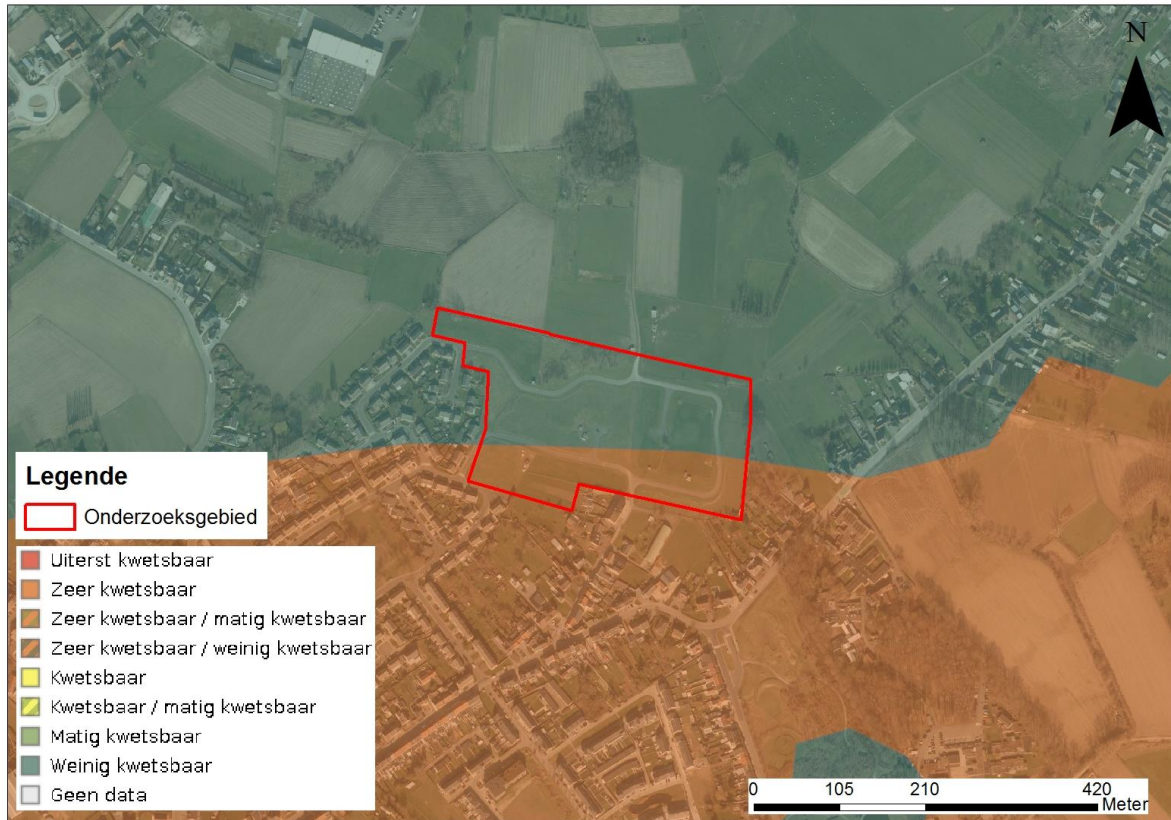 N
Legende
Onderzoeksgebied
Uiterst kwetsbaar
Zeer kwetsbaar
Zeer kwetsbaar / matig kwetsbaar
Zeer kwetsbaar / weinig kwetsbaar
Kwetsbaar
Kwetsbaar / matig kwetsbaar
Matig kwetsbaar
Weinig kwetsbaar
Geen data
0 105 210 420
Meter